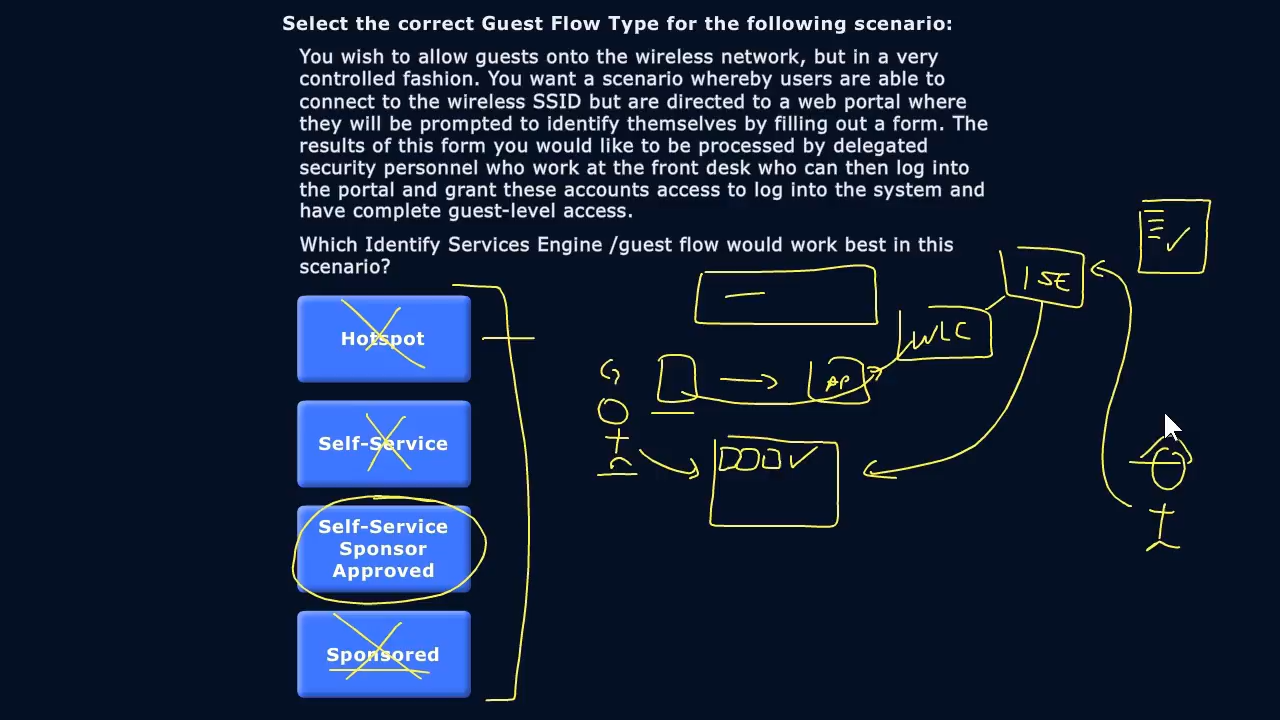 Select the correct Guest Flow Type for the following scenario:
You wish to allow guests onto the wireless network, but in a very
controlled fashion. You want a scenario whereby users are able to
connect to the wireless SSID but are directed to a web portal where
they will be prompted to identify themselves by filling out a form. The
results of this form you would like to be processed by delegated
security personnel who work at the front desk who can then log into
the portal and grant these accounts access to log into the system and
have complete guest-level access.
Which Identify Services Engine /guest flow would work best in this
scenario?
Hotspot
Self-Service
Self-Service
Sponsor
Approved
Sponsored
ISE
WLC
AP